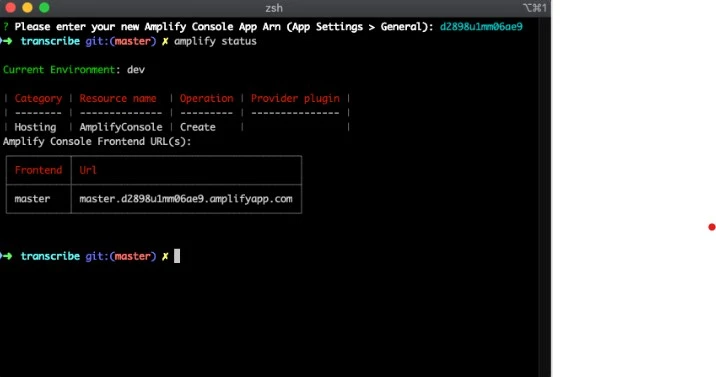 zsh
⌥⌘1
? Please enter your new Amplify Console App Arn (App Settings > General): d2898u1mm06ae9
➜ transcribe git:(master) ✗ amplify status
Current Environment: dev
| Category | Resource name | Operation | Provider plugin |
| -------- | -------------- | --------- | --------------- |
| Hosting | AmplifyConsole | Create | |
Amplify Console Frontend URL(s):
Frontend Url
master master.d2898u1mm06ae9.amplifyapp.com
➜ transcribe git:(master) ✗